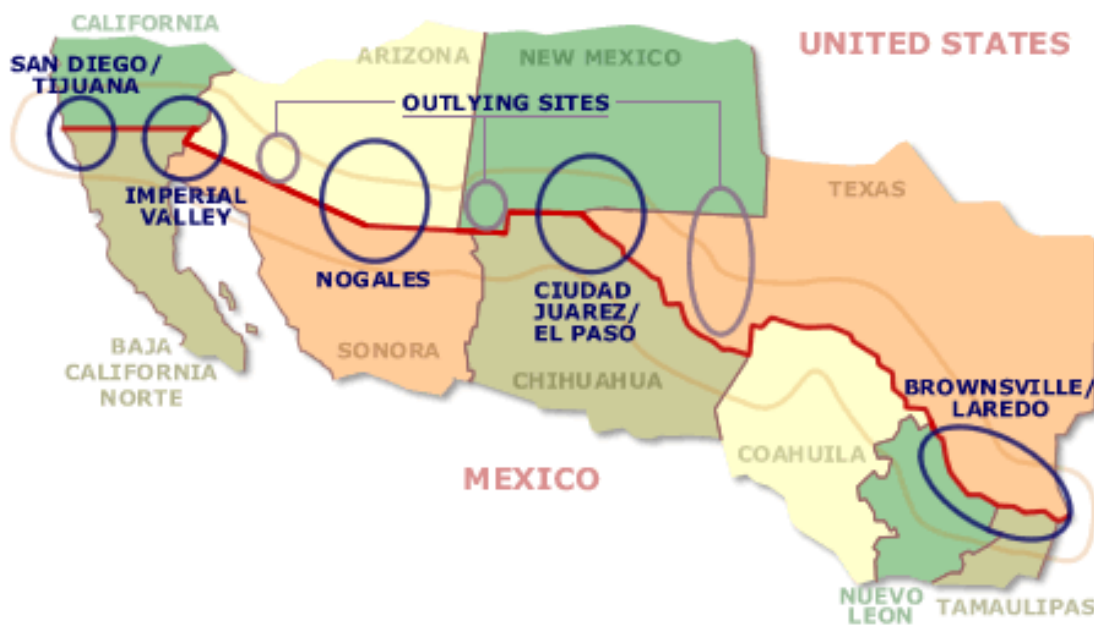 CALIFORNIA
SAN DIEGO/
TIJUANA
ARIZONA
NEW MEXICO
UNITED STATES
OUTLYING SITES
IMPERIAL
VALLEY
TEXAS
NOGALES
CIUDAD
JUAREZ/
EL PASO
BAJA
CALIFORNIA
NORTE
SONORA
CHIHUAHUA
BROWNSVILLE/
LAREDO
COAHUILA
MEXICO
NUEVO
LEON
TAMAULIPAS